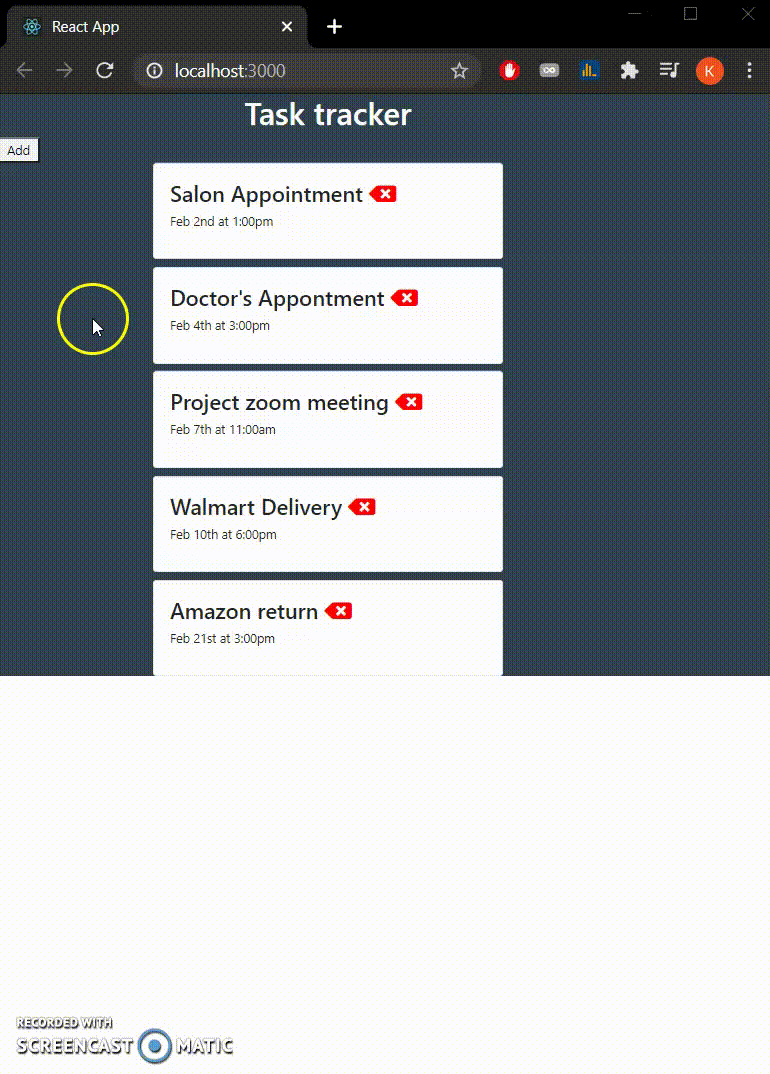 React App
localhost:3000
K
Task tracker
Add
Salon Appointment
Feb 2nd at 1:00pm
Doctor's Appontment
Feb 4th at 3:00pm
Project zoom meeting
Feb 7th at 11:00am
Walmart Delivery
Feb 10th at 6:00pm
Amazon return
Feb 21st at 3:00pm
RECORDED WITH
SCREENCAST MATIC